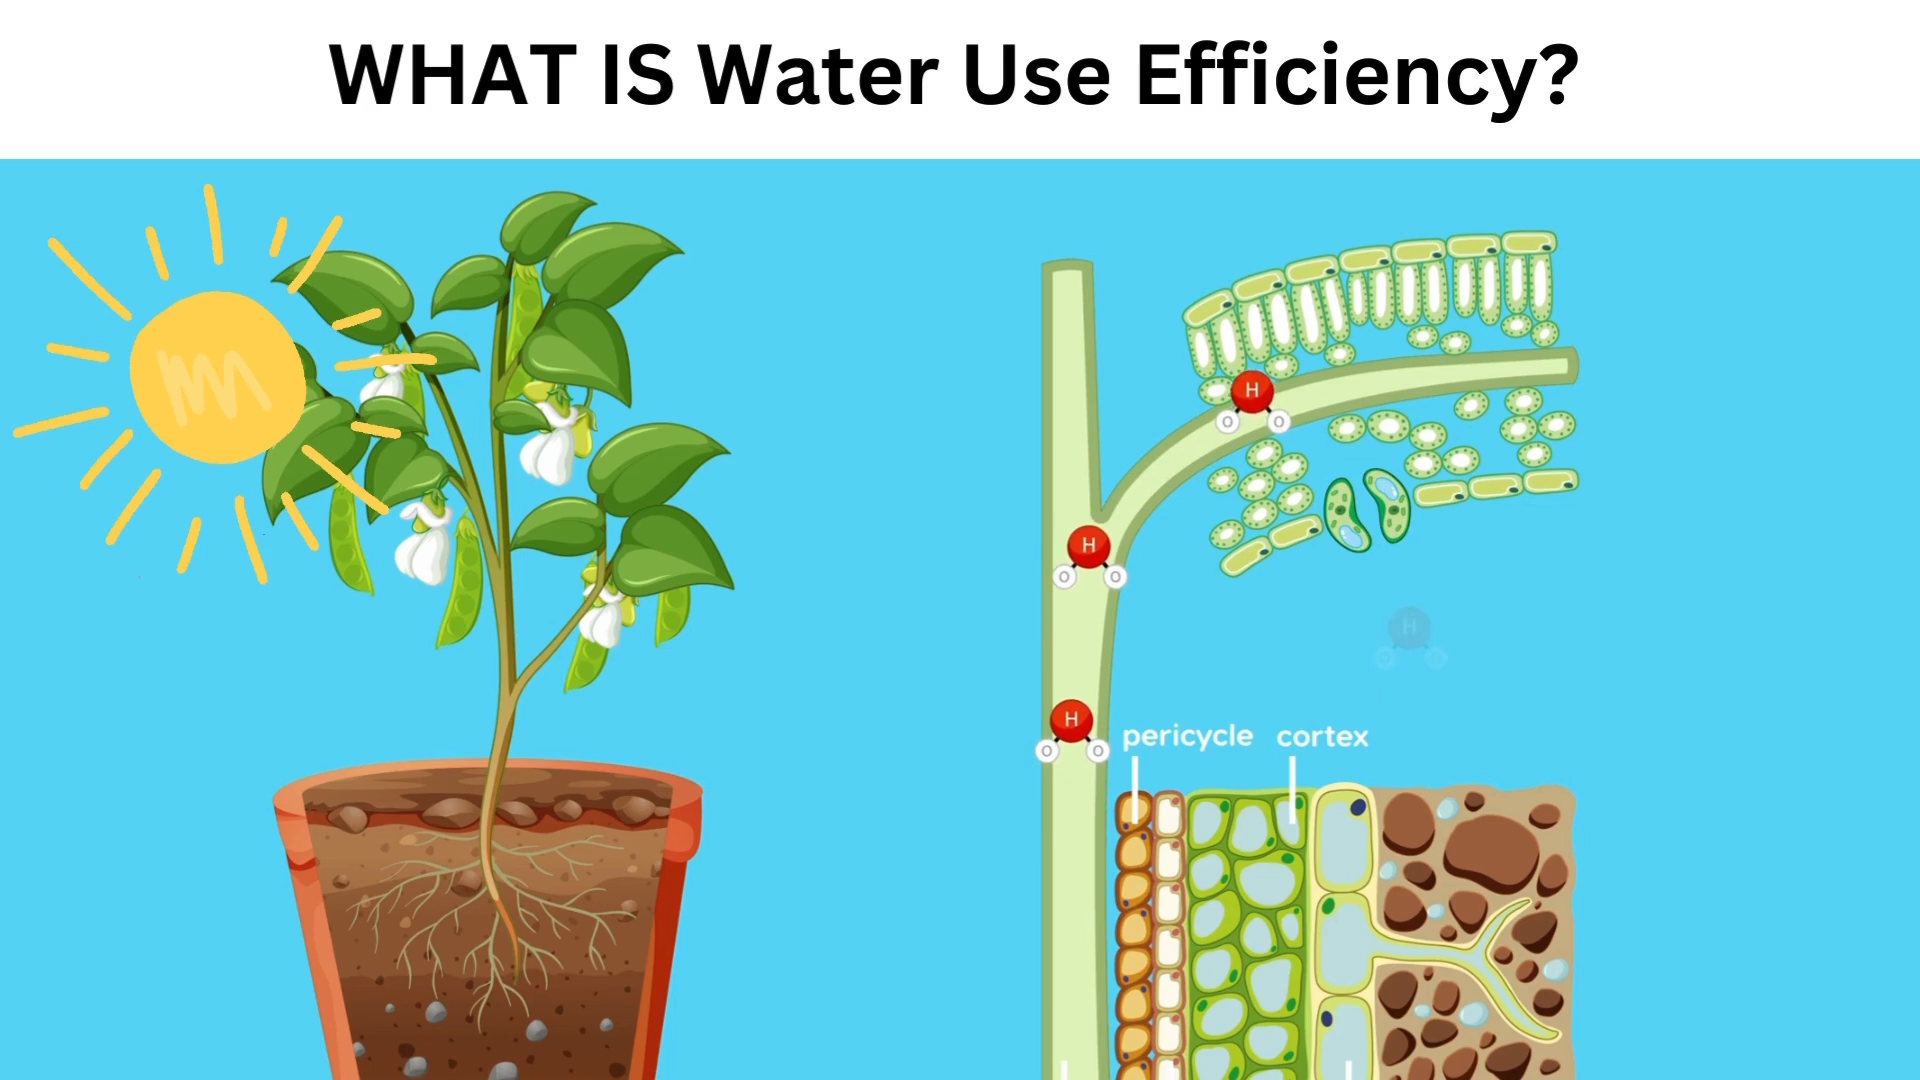 WHAT IS Water Use Efficiency?
H
O O
H
O O
H
O O
H
O O
pericycle cortex